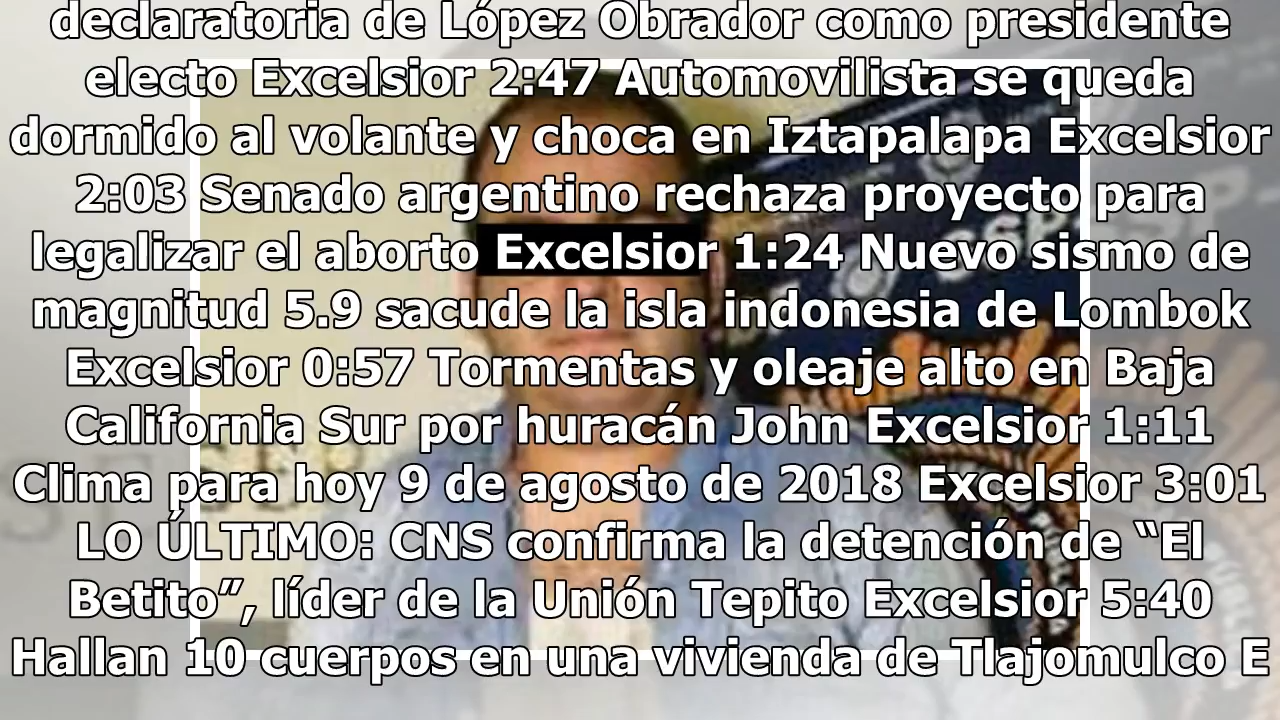 declaratoria de López Obrador como presidente
electo Excelsior 2:47 Automovilista se queda
dormido al volante y choca en Iztapalapa Excelsior
2:03 Senado argentino rechaza proyecto para
legalizar el aborto Excelsior 1:24 Nuevo sismo de
magnitud 5.9 sacude la isla indonesia de Lombok
Excelsior 0:57 Tormentas y oleaje alto en Baja
California Sur por huracán John Excelsior 1:11
Clima para hoy 9 de agosto de 2018 Excelsior 3:01
LO ÚLTIMO: CNS confirma la detención de “El
Betito”, líder de la Unión Tepito Excelsior 5:40
Hallan 10 cuerpos en una vivienda de Tlajomulco E